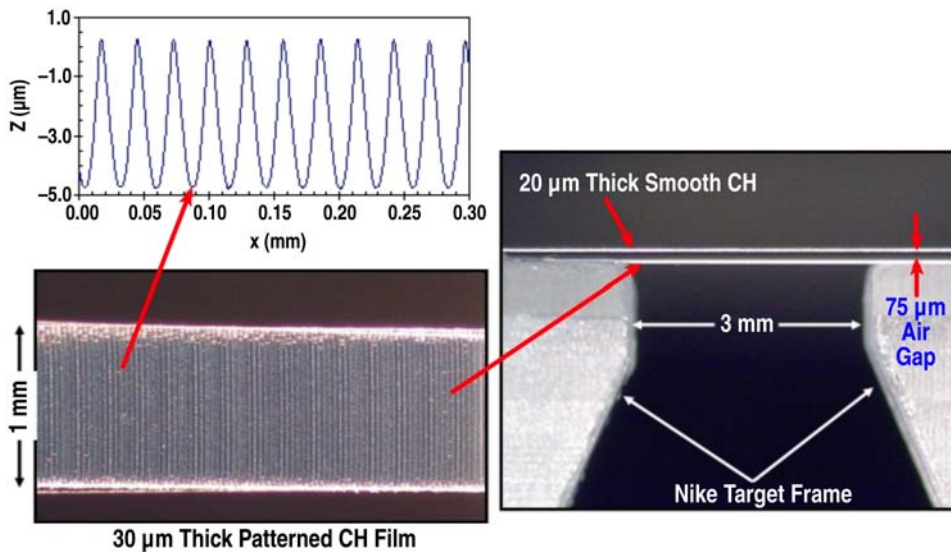 1.0
–1.0
–3.0
–5.0
Z (μm)
0.00 0.05 0.10 0.15 0.20 0.25 0.30
x (mm)
1 mm
30 μm Thick Patterned CH Film
20 μm Thick Smooth CH
75 μm
Air
Gap
3 mm
Nike Target Frame